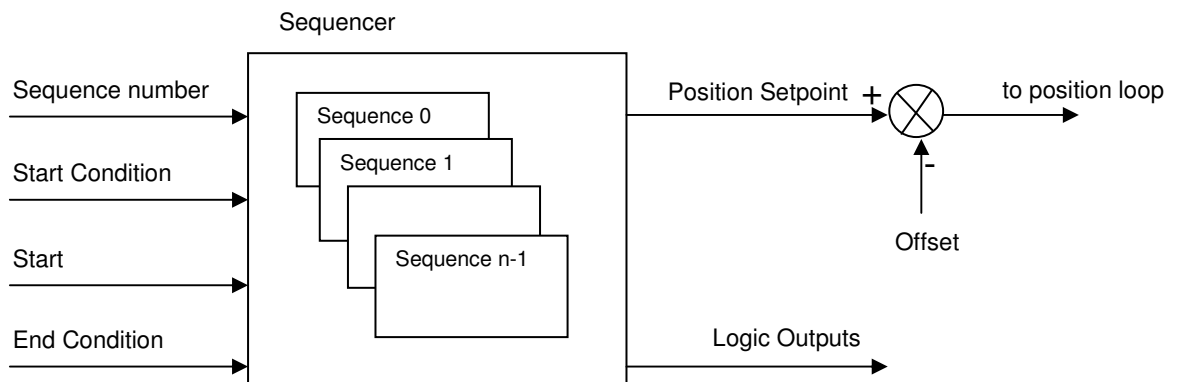 Sequencer
Sequence number
Start Condition
Start
End Condition
Sequence 0
Sequence 1
Sequence n-1
Position Setpoint
+
to position loop
-
Offset
Logic Outputs